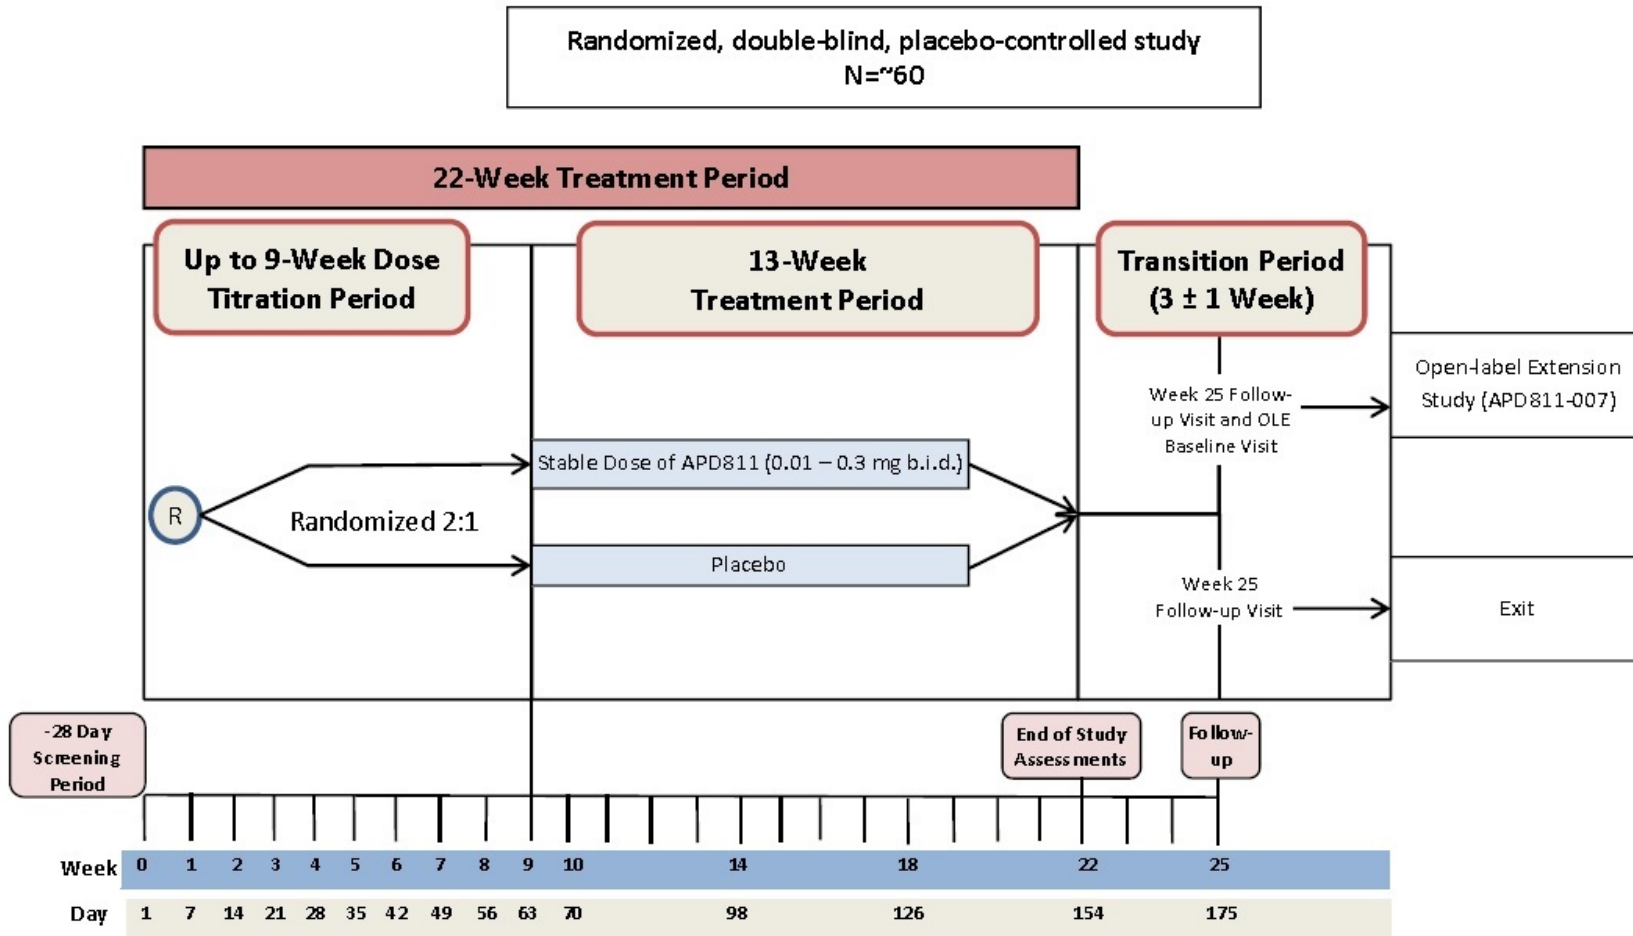 Randomized, double-blind, placebo-controlled study
N=~60
22-Week Treatment Period
Up to 9-Week Dose
Titration Period
13-Week
Treatment Period
Transition Period
(3 ± 1 Week)
Open-label Extension
Study (APD811-007)
Week 25 Follow-
up Visit and OLE
Baseline Visit
Stable Dose of APD811 (0.01 – 0.3 mg b.i.d.)
R
Randomized 2:1
Placebo
Week 25
Follow-up Visit
Exit
-28 Day
Screening
Period
End of Study
Assessments
Follow-
up
Week 0 1 2 3 4 5 6 7 8 9 10 14 18 22 25
Day 1 7 14 21 28 35 42 49 56 63 70 98 126 154 175